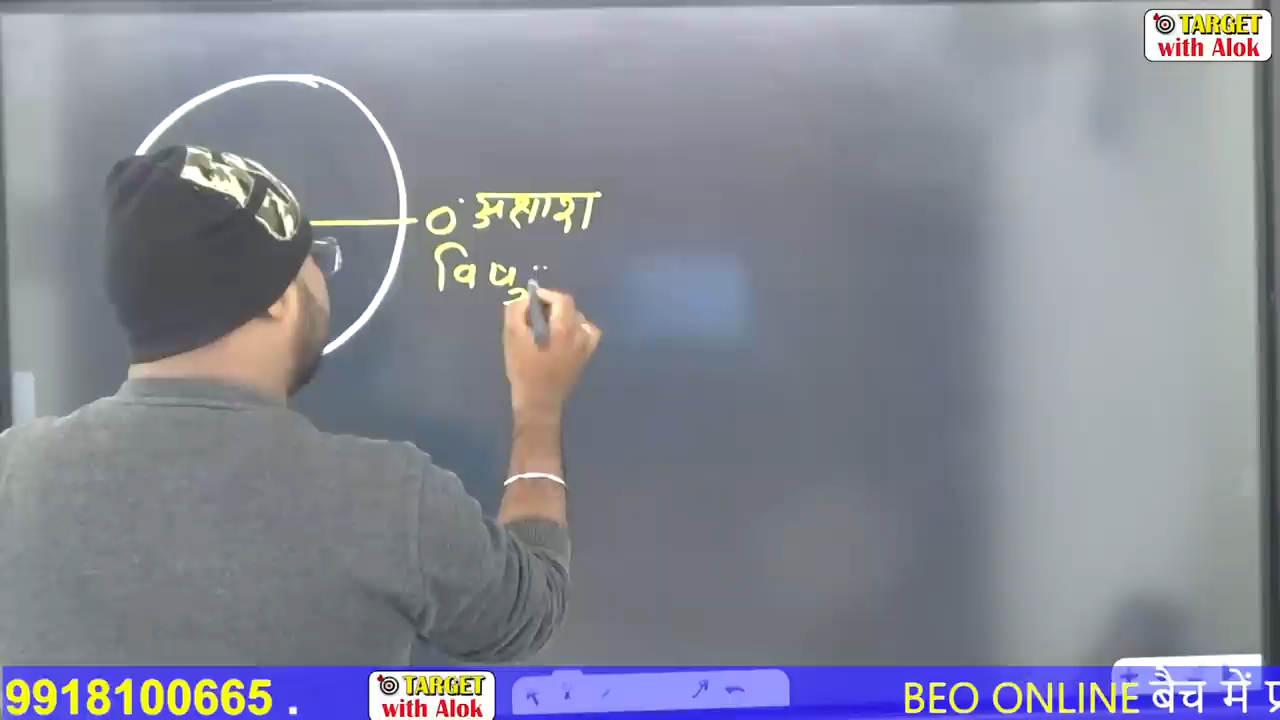 TARGET
with Alok
0° अक्षाश
विषु
9918100665 .
TARGET
with Alok
BEO ONLINE बैच में प्र